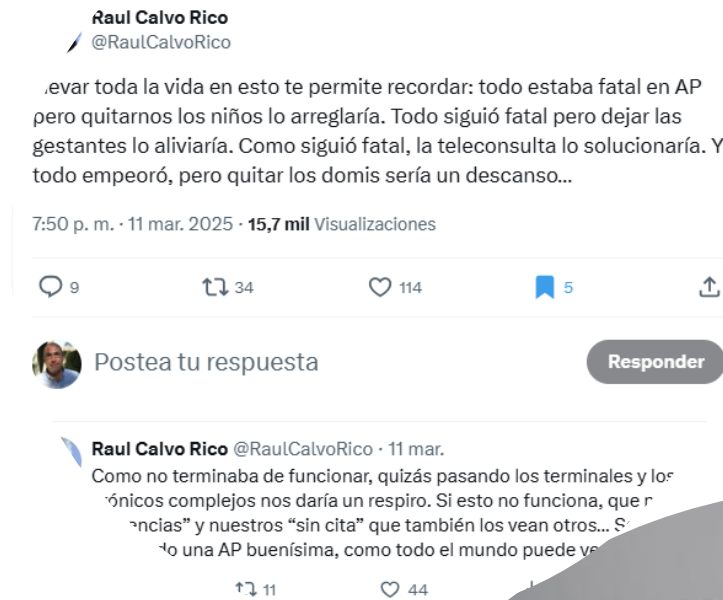 Raul Calvo Rico
@RaulCalvoRico
evar toda la vida en esto te permite recordar: todo estaba fatal en AP
pero quitarnos los niños lo arreglaría. Todo siguió fatal pero dejar las
gestantes lo aliviaría. Como siguió fatal, la teleconsulta lo solucionaría. Y
todo empeoró, pero quitar los domis sería un descanso...
7:50 p. m. · 11 mar. 2025 · 15,7 mil Visualizaciones
9 34 114 5
Postea tu respuesta Responder
Raul Calvo Rico @RaulCalvoRico · 11 mar.
Como no terminaba de funcionar, quizás pasando los terminales y los
rónicos complejos nos daría un respiro. Si esto no funciona, que
encias” y nuestros “sin cita” que también los vean otros...
do una AP buenísima, como todo el mundo puede
11 44